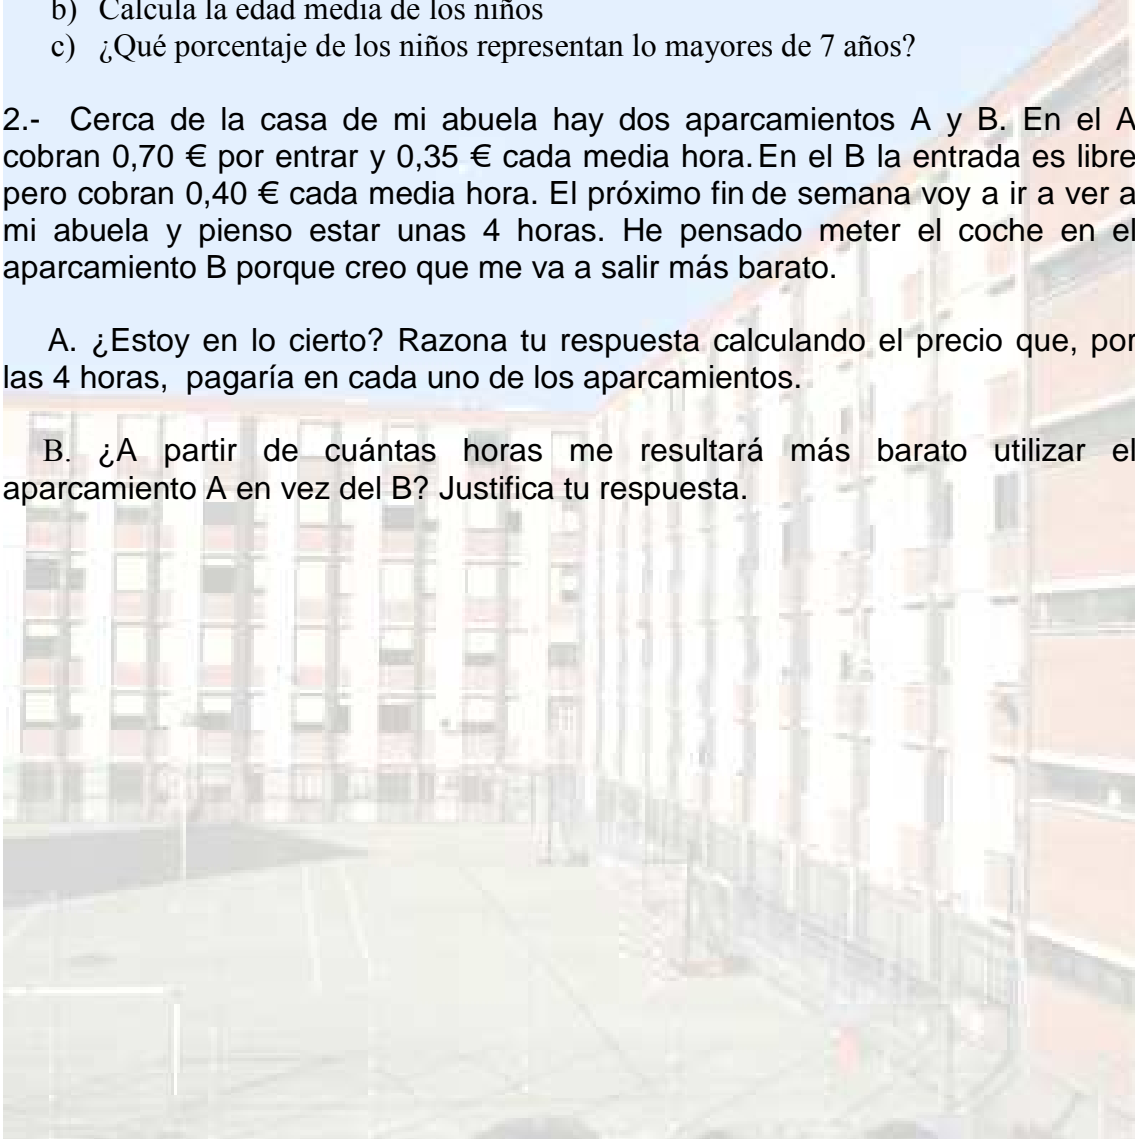 b) Calcula la edad media de los niños
c) ¿Qué porcentaje de los niños representan lo mayores de 7 años?
2.- Cerca de la casa de mi abuela hay dos aparcamientos A y B. En el A
cobran 0,70 € por entrar y 0,35 € cada media hora. En el B la entrada es libre
pero cobran 0,40 € cada media hora. El próximo fin de semana voy a ir a ver a
mi abuela y pienso estar unas 4 horas. He pensado meter el coche en el
aparcamiento B porque creo que me va a salir más barato.
A. ¿Estoy en lo cierto? Razona tu respuesta calculando el precio que, por
las 4 horas, pagaría en cada uno de los aparcamientos.
B. ¿A partir de cuántas horas me resultará más barato utilizar el
aparcamiento A en vez del B? Justifica tu respuesta.